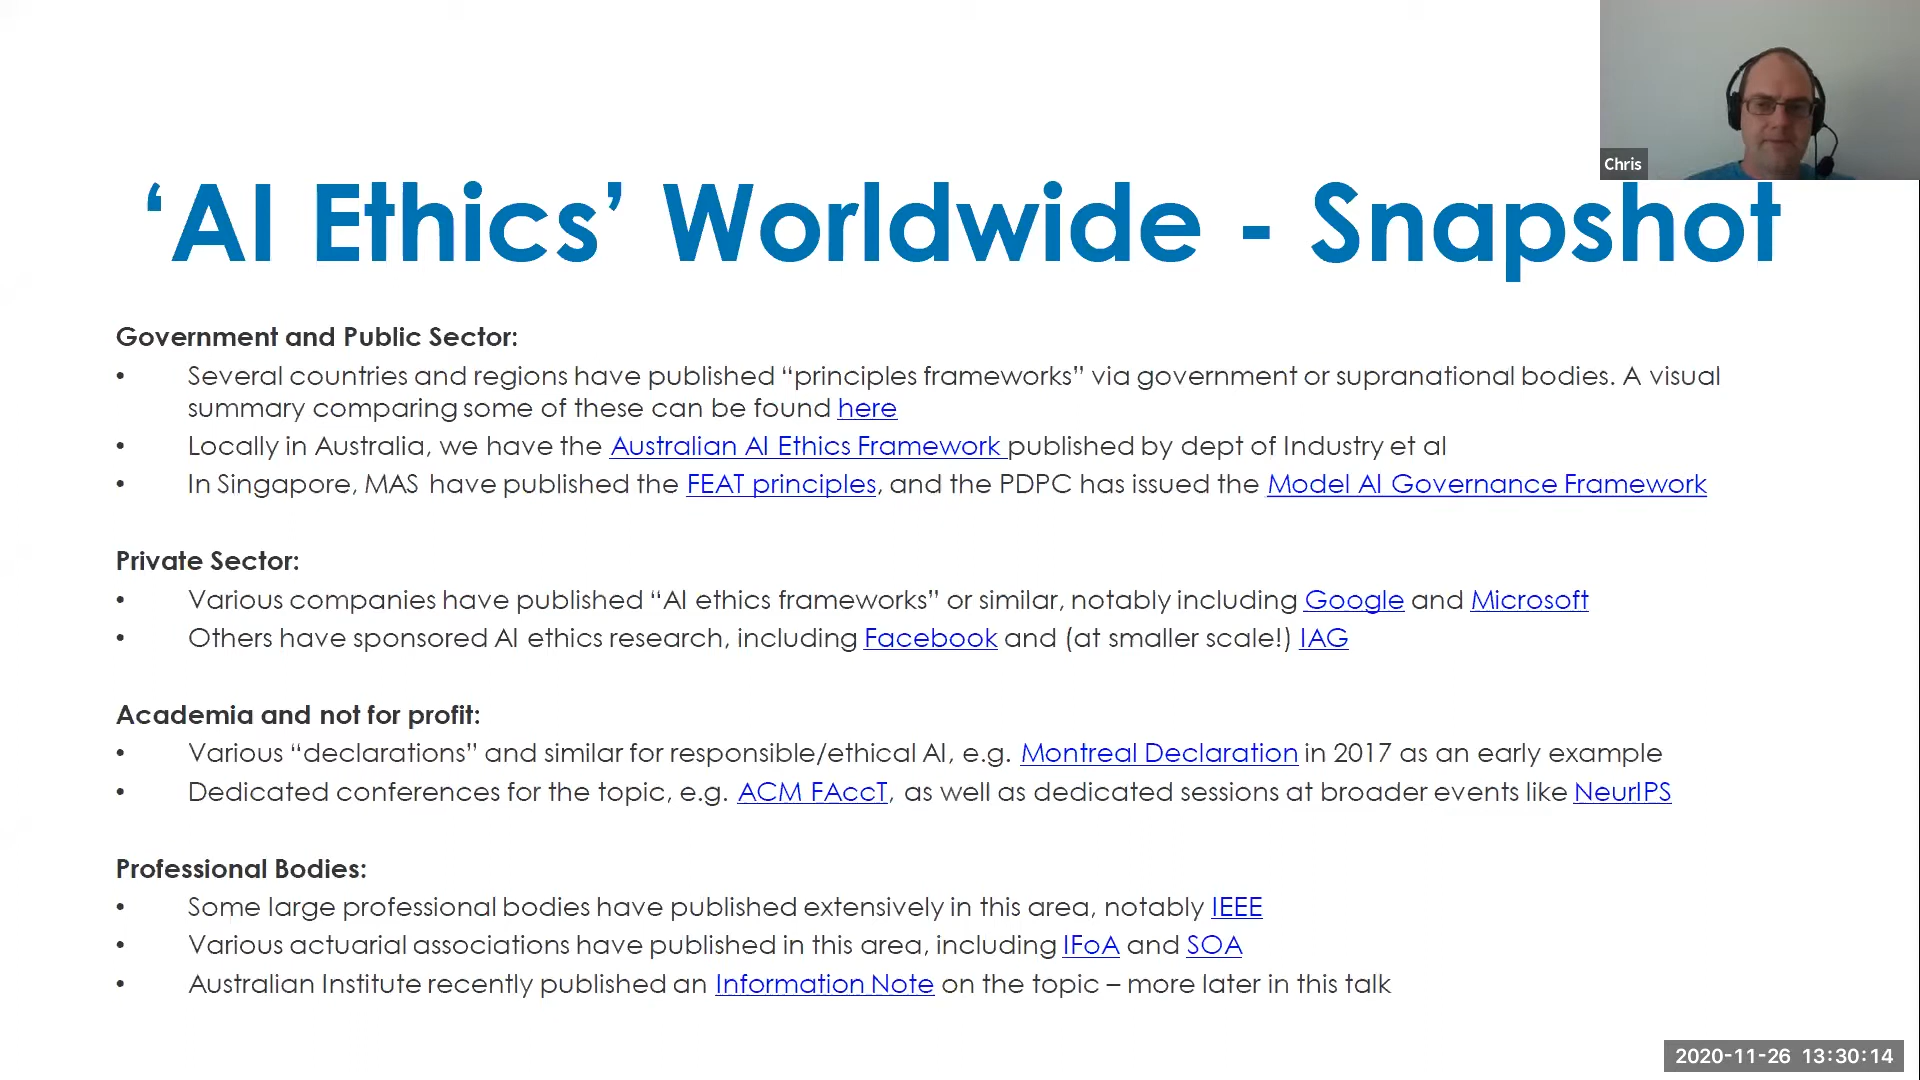 Chris
‘AI Ethics’ Worldwide - Snapshot
Government and Public Sector:
• Several countries and regions have published “principles frameworks” via government or supranational bodies. A visual
summary comparing some of these can be found here
• Locally in Australia, we have the Australian AI Ethics Framework published by dept of Industry et al
• In Singapore, MAS have published the FEAT principles, and the PDPC has issued the Model AI Governance Framework
Private Sector:
• Various companies have published “AI ethics frameworks” or similar, notably including Google and Microsoft
• Others have sponsored AI ethics research, including Facebook and (at smaller scale!) IAG
Academia and not for profit:
• Various “declarations” and similar for responsible/ethical AI, e.g. Montreal Declaration in 2017 as an early example
• Dedicated conferences for the topic, e.g. ACM FAccT, as well as dedicated sessions at broader events like NeurIPS
Professional Bodies:
• Some large professional bodies have published extensively in this area, notably IEEE
• Various actuarial associations have published in this area, including IFoA and SOA
• Australian Institute recently published an Information Note on the topic – more later in this talk
2020-11-26 13:30:14